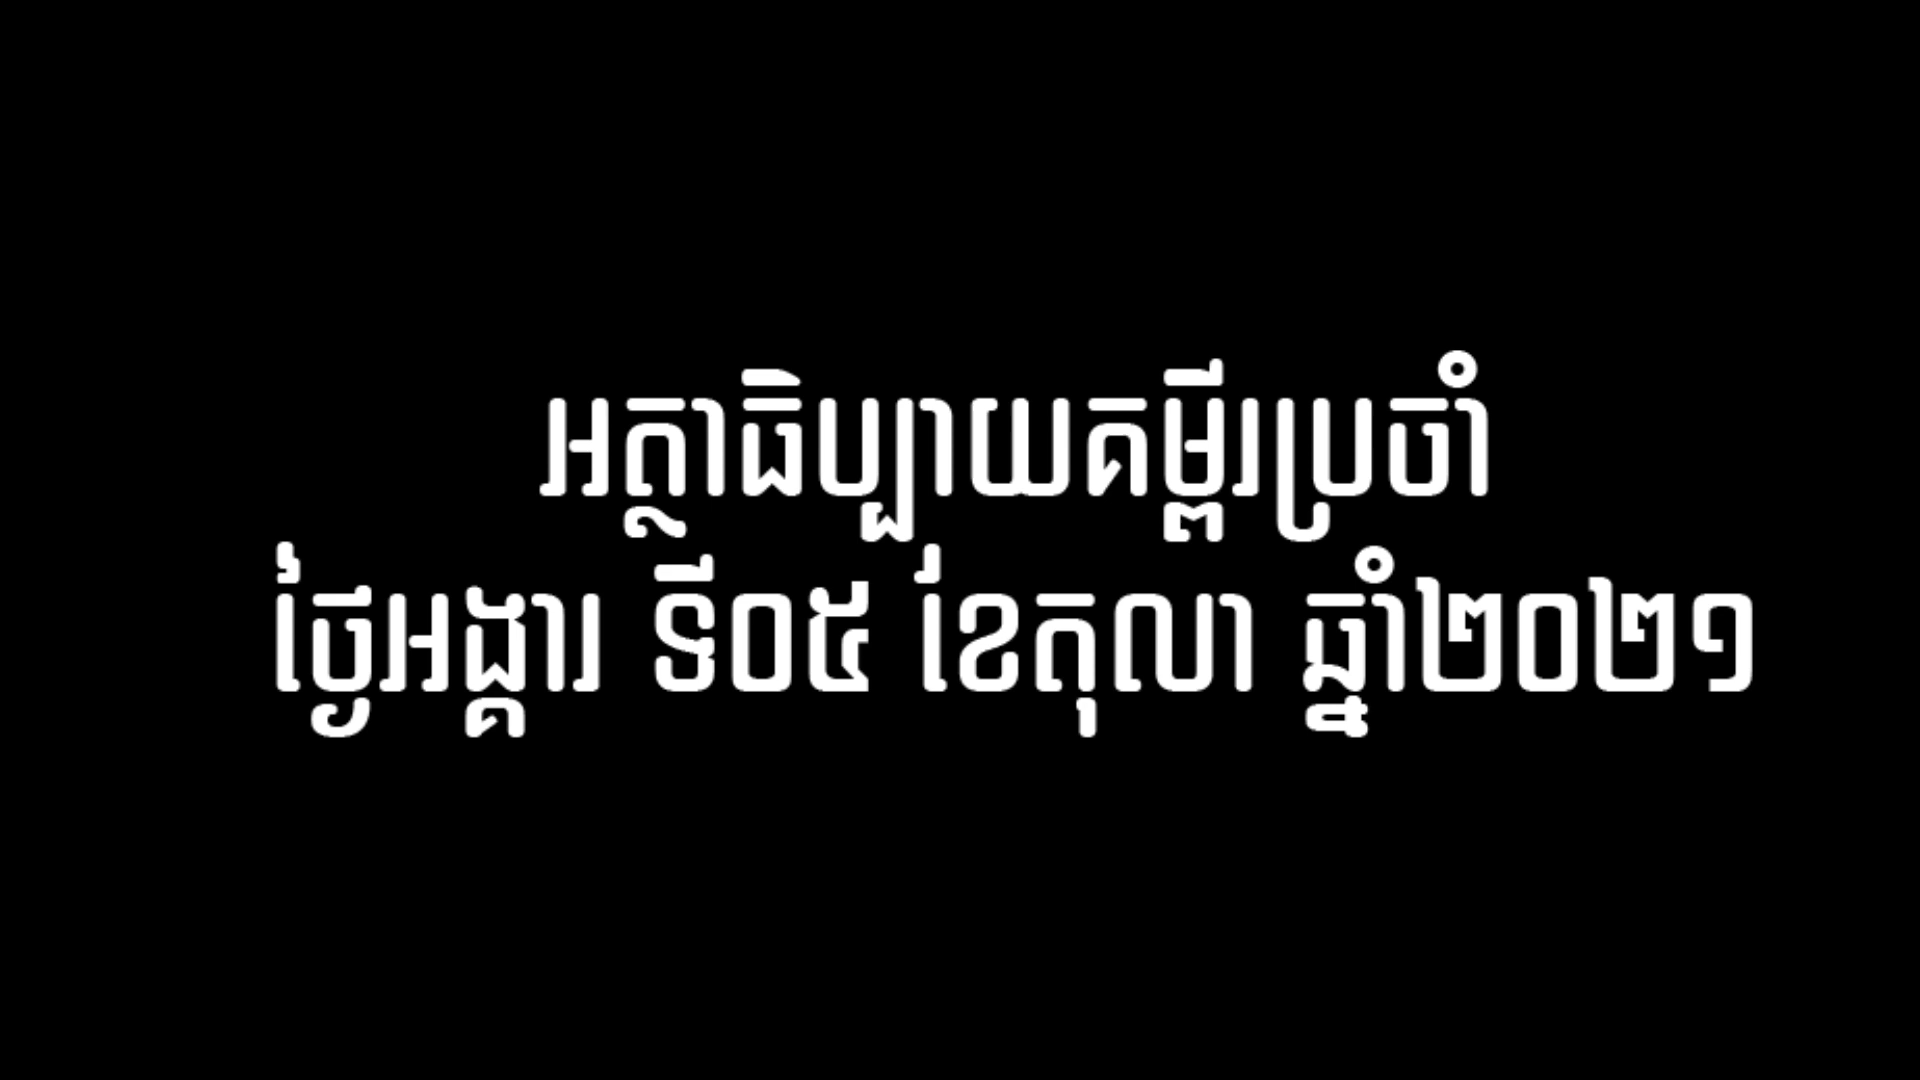 អត្ថាធិប្បាយគម្ពីរប្រចាំ
ថ្ងៃអង្គារ ទី០៥ ខែតុលា ឆ្នាំ២០២១